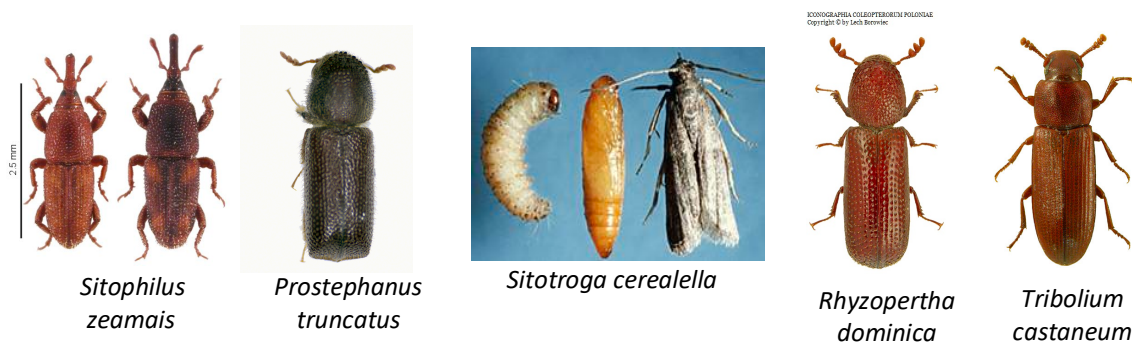 ICONOGRAPHIA COLEOPTERORUM POLONIAE
Copyright © by Lech Borowiec
2.5 mm
Sitophilus
zeamais
Prostephanus
truncatus
Sitotroga cerealella
Rhyzopertha
dominica
Tribolium
castaneum